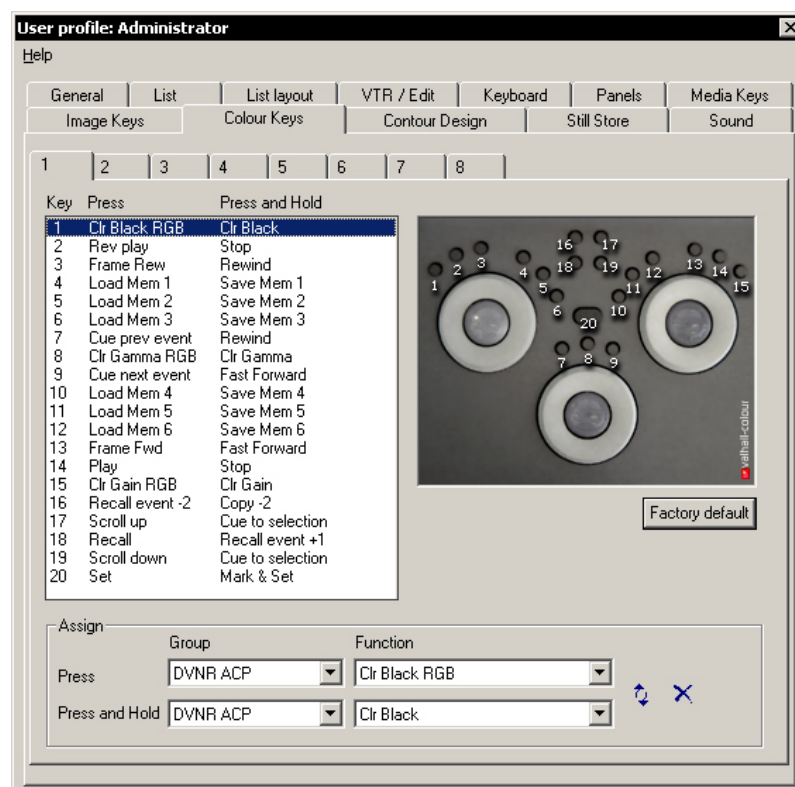 User profile: Administrator
Help
General List List layout VTR / Edit Keyboard Panels Media Keys
Image Keys Colour Keys Contour Design Still Store Sound
1 2 3 4 5 6 7 8
Key Press Press and Hold
1 Clr Black RGB Clr Black
2 Rev play Stop
3 Frame Rew Rewind
4 Load Mem 1 Save Mem 1
5 Load Mem 2 Save Mem 2
6 Load Mem 3 Save Mem 3
7 Cue prev event Rewind
8 Clr Gamma RGB Clr Gamma
9 Cue next event Fast Forward
10 Load Mem 4 Save Mem 4
11 Load Mem 5 Save Mem 5
12 Load Mem 6 Save Mem 6
13 Frame Fwd Fast Forward
14 Play Stop
15 Clr Gain RGB Clr Gain
16 Recall event -2 Copy -2
17 Scroll up Cue to selection
18 Recall Recall event +1
19 Scroll down Cue to selection
20 Set Mark & Set
16 17
1 2 3 4 18 19 12 13 14 15
5 11
6 10
20
7 8 9
valhall-colour
Factory default
Assign
Group Function
Press DVNR ACP Clr Black RGB
Press and Hold DVNR ACP Clr Black